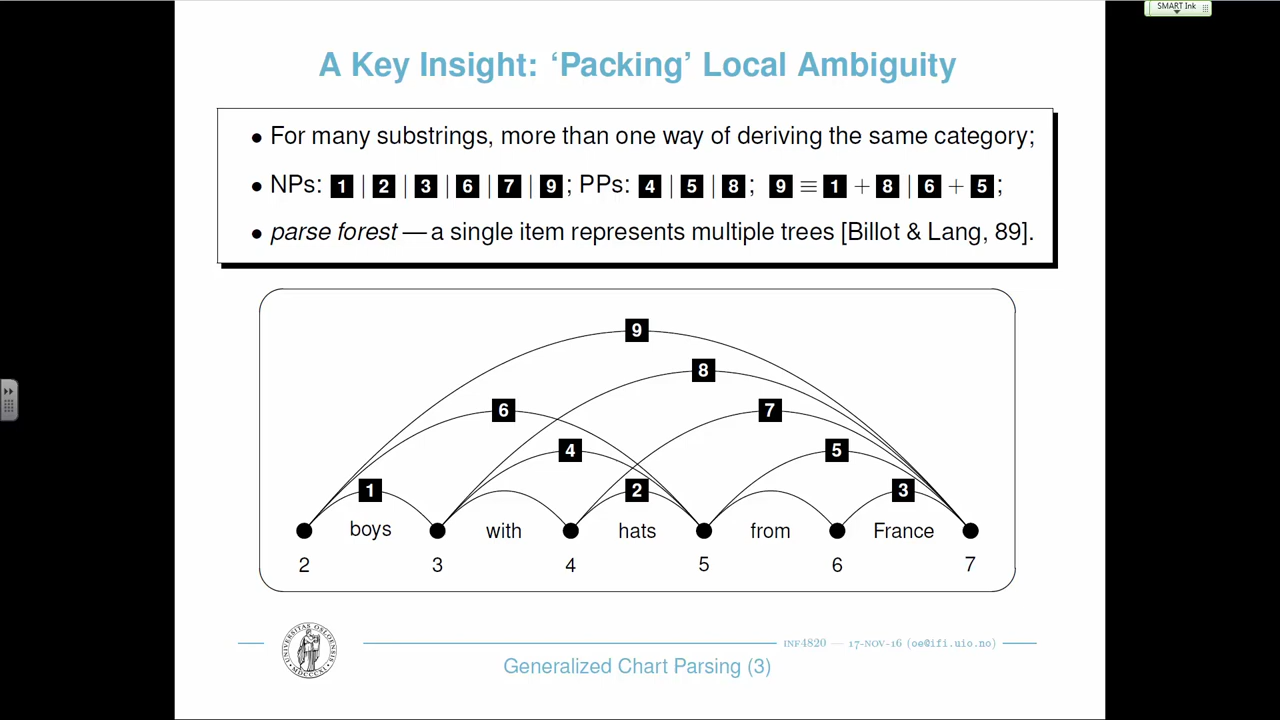 SMART Ink
A Key Insight: ‘Packing’ Local Ambiguity
• For many substrings, more than one way of deriving the same category;
• NPs: 1 | 2 | 3 | 6 | 7 | 9 ; PPs: 4 | 5 | 8 ; 9 ≡ 1 + 8 | 6 + 5 ;
• parse forest — a single item represents multiple trees [Billot & Lang, 89].
9
8
6 7
4 5
1 2 3
boys with hats from France
2 3 4 5 6 7
UNIVERSITAS OSLOENSIS MDCCCXI
INF4820 — 17-NOV-16 (oe@ifi.uio.no)
Generalized Chart Parsing (3)